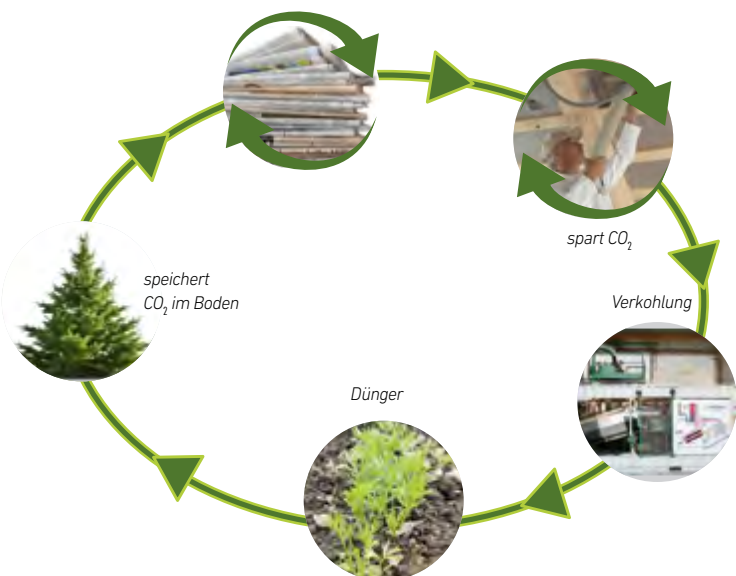 spart CO₂
speichert
CO₂ im Boden
Verkohlung
Dünger